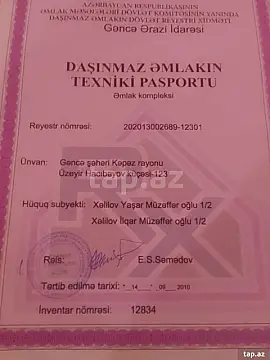 AZƏRBAYCAN RESPUBLİKASININ
ƏMLAK MƏSƏLƏLƏRİ DÖVLƏT KOMİTƏSİNİN YANINDA
DAŞINMAZ ƏMLAKIN DÖVLƏT REYESTRİ XİDMƏTİ
Gəncə Ərazi İdarəsi
DAŞINMAZ ƏMLAKIN
TEXNİKİ PASPORTU
Əmlak kompleksi
Reyestr nömrəsi: 202013002689-12301
Ünvan: Gəncə şəhəri Kəpəz rayonu
Üzeyir Hacıbəyov küçəsi 123
tap.az
Hüquq subyekti: Xəlilov Yaşar Müzəffər oğlu 1/2
Xəlilov İlqar Müzəffər oğlu 1/2
Rəis: E.S.Səmədov
Tərtib edilmə tarixi: " 14 " 09 2010
İnventar nömrəsi: 12834
tap.az